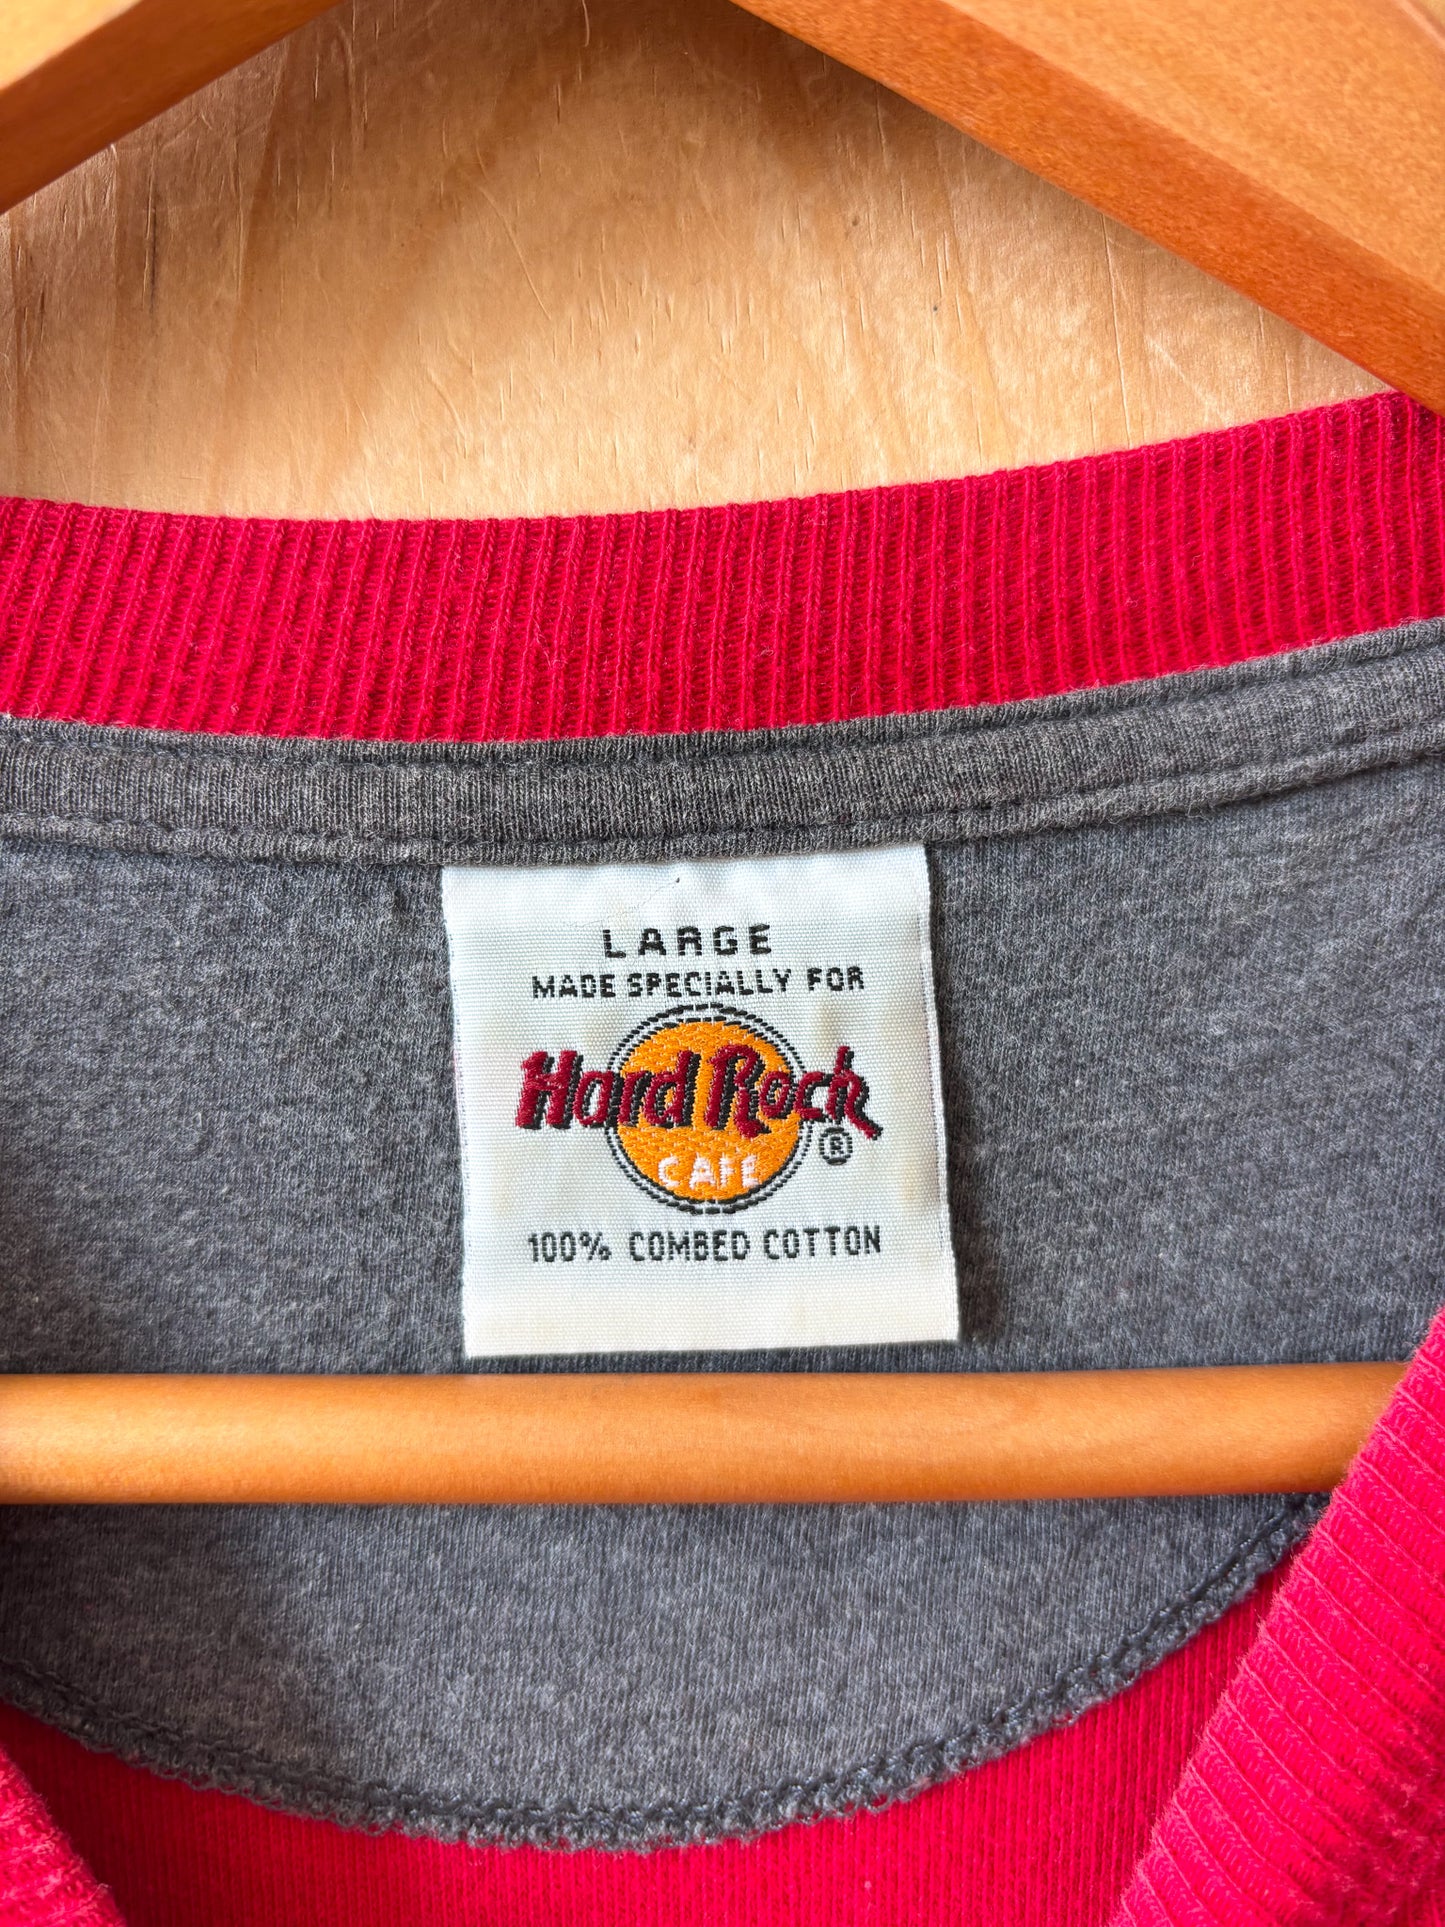 LARGE
MADE SPECIALLY FOR
Hard Rock
CAFE ®
100% COMBED COTTON